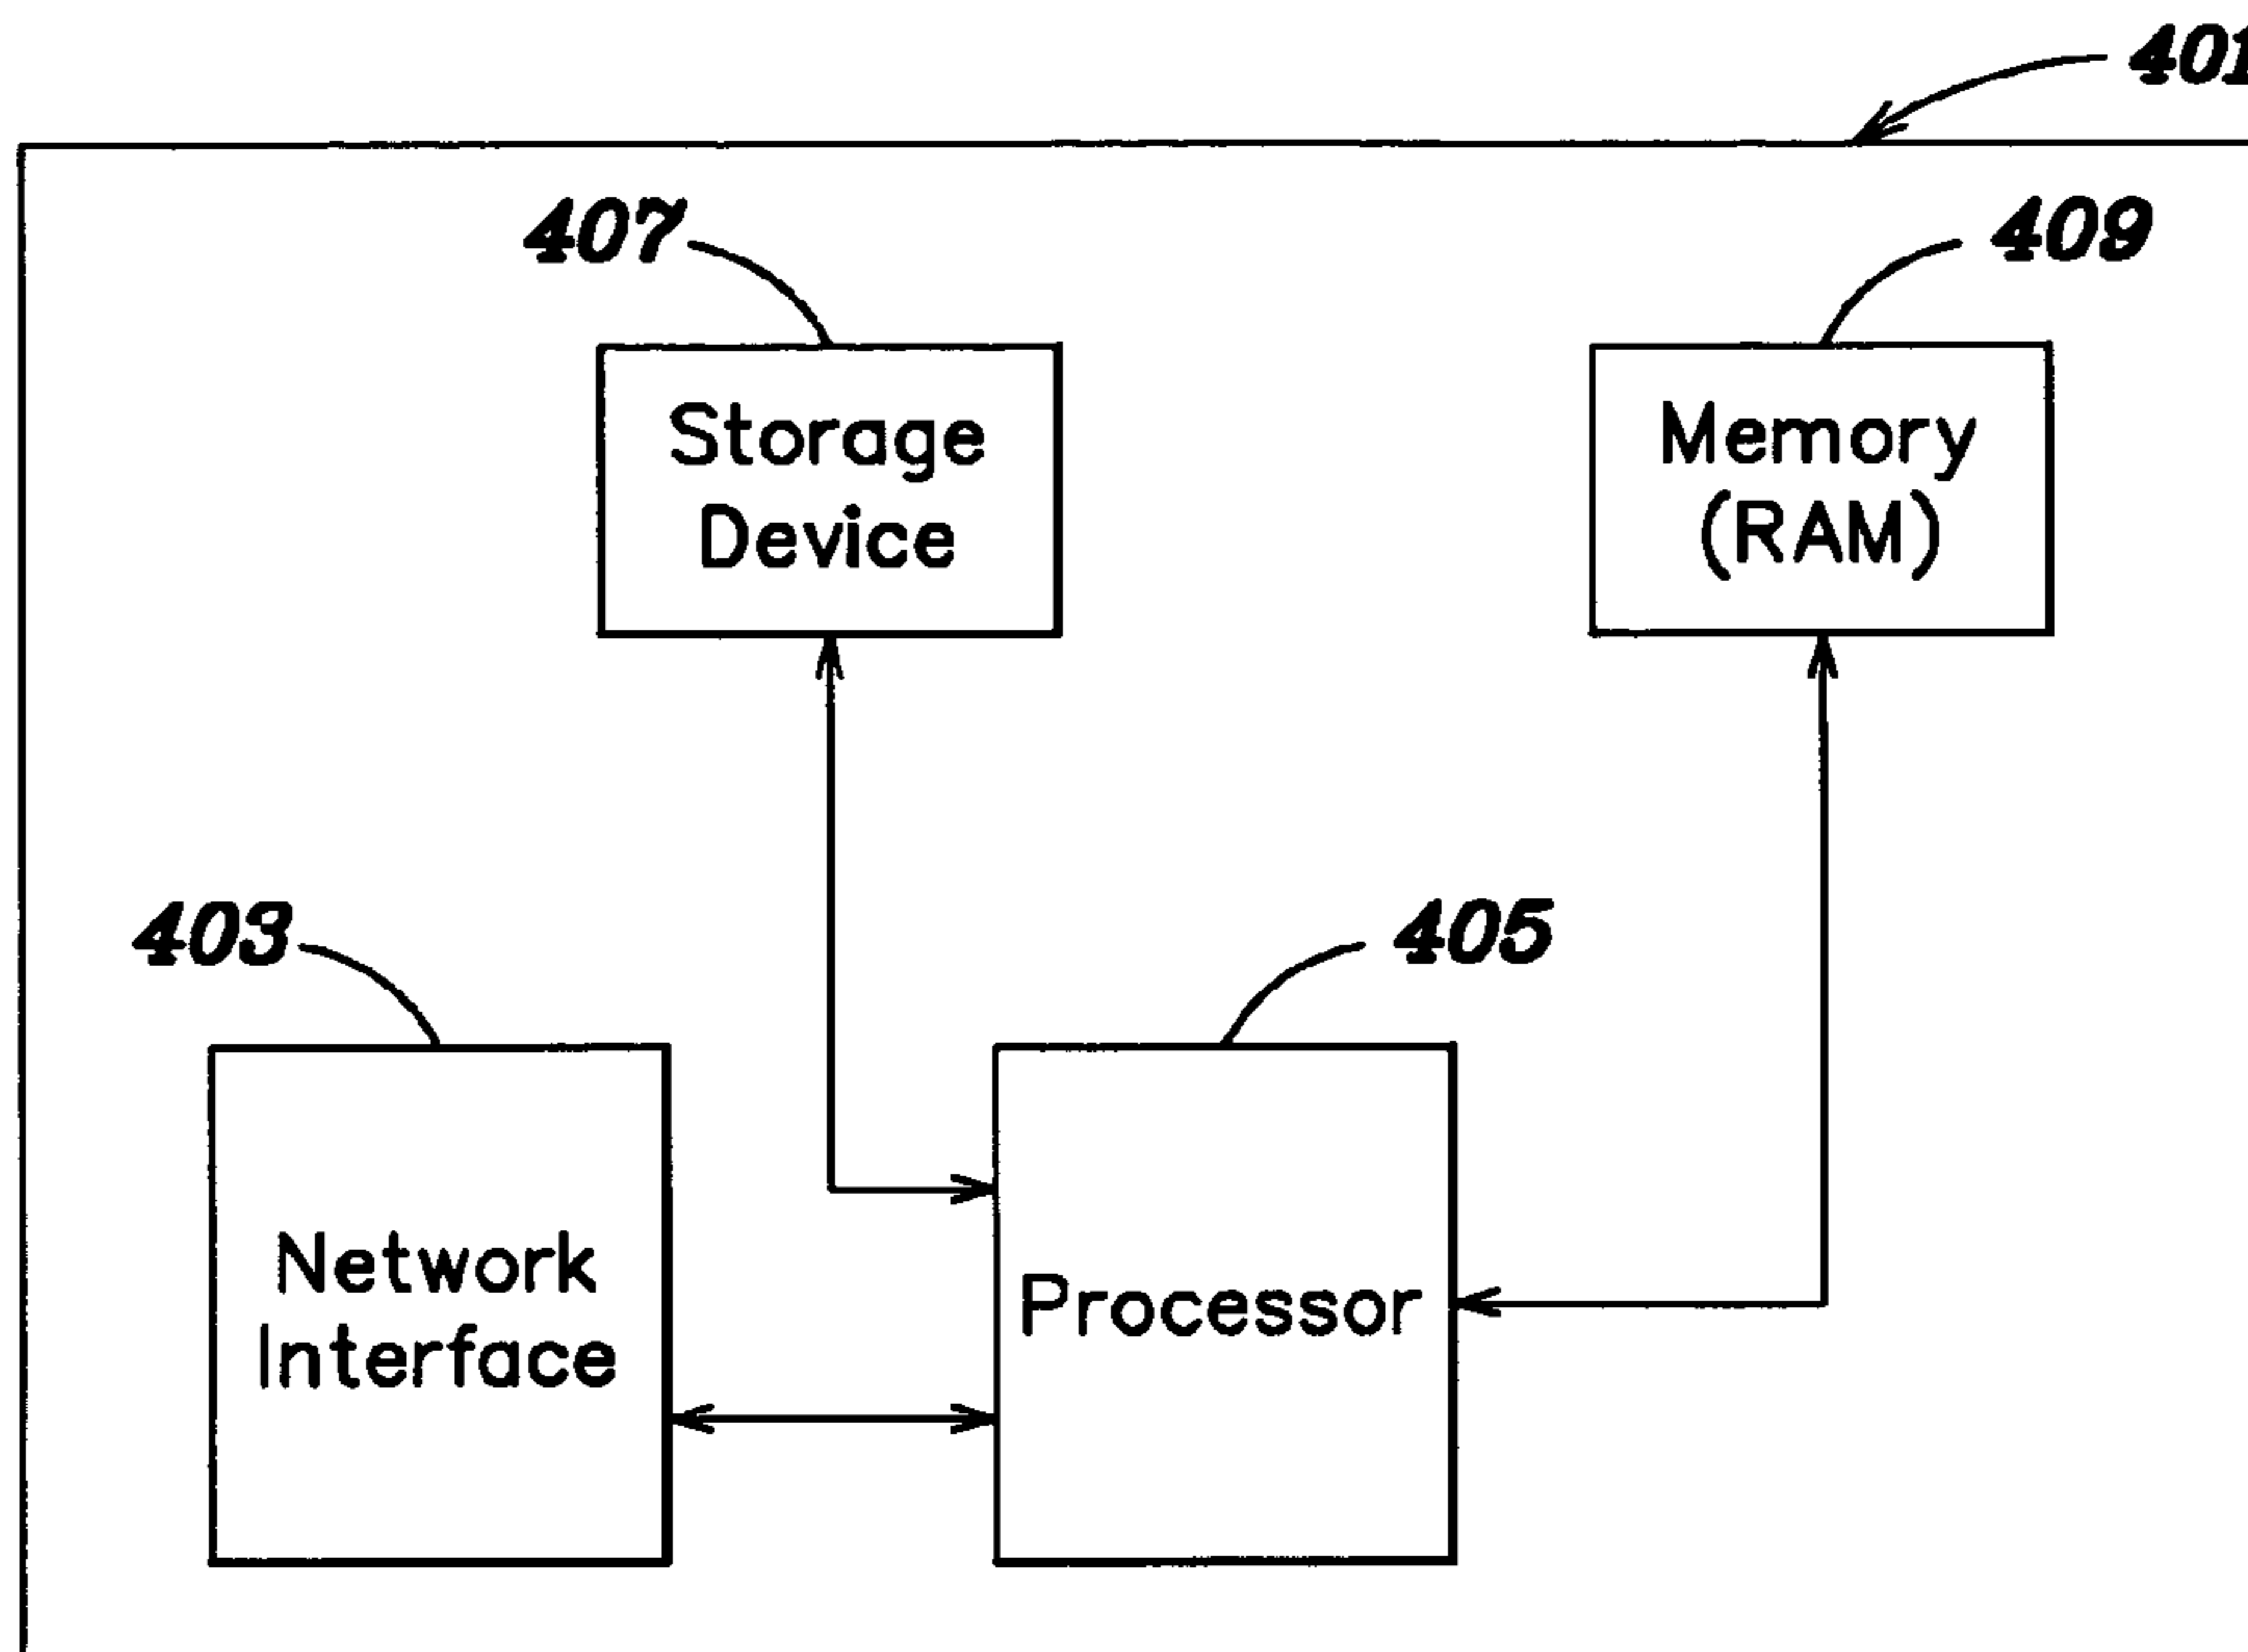 401
407
409
Storage
Device
Memory
(RAM)
403
405
Network
Interface
Processor